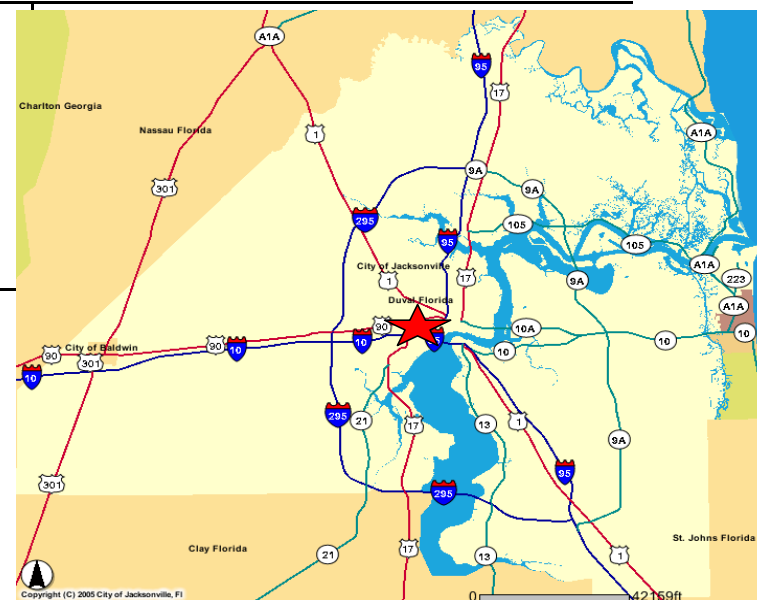 A1A
95
17
Charlton Georgia
Nassau Florida
1
A1A
9A
301
9A
295
105
95
105
City of Jacksonville
A1A
1
17
9A
223
Duval Florida
A1A
90
10A
10
90
10
10
City of Baldwin
90
301
10
10
10
295
21
17
13
1
9A
95
301
295
St. Johns Florida
Clay Florida
21
17
13
1
Copyright (C) 2005 City of Jacksonville, Fl
0
42159ft